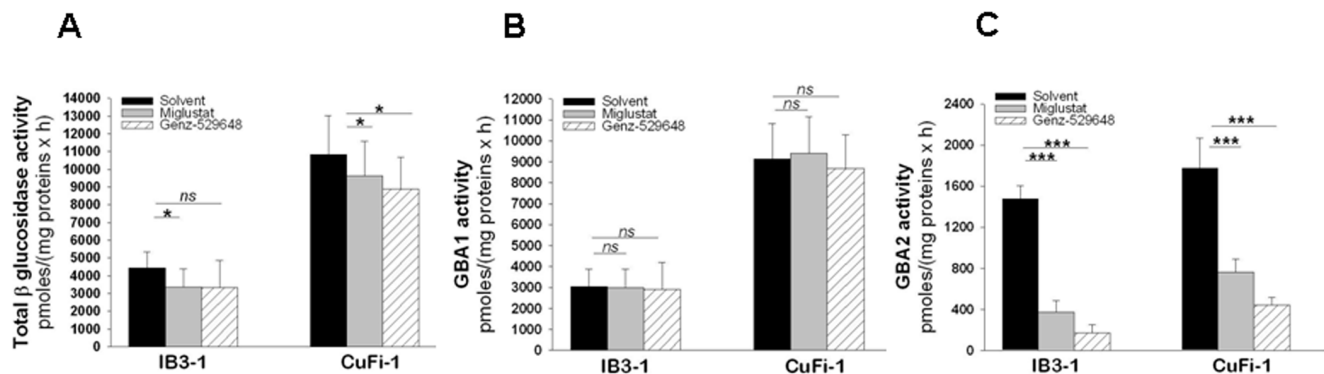 A
Total β glucosidase activity
pmoles/(mg proteins x h)
14000
13000
12000
11000
10000
9000
8000
7000
6000
5000
4000
3000
2000
1000
0
Solvent
Miglustat
Genz-529648
*
ns
*
*
IB3-1
CuFi-1
B
GBA1 activity
pmoles/(mg proteins x h)
12000
11000
10000
9000
8000
7000
6000
5000
4000
3000
2000
1000
0
Solvent
Miglustat
Genz-529648
ns
ns
ns
ns
IB3-1
CuFi-1
C
GBA2 activity
pmoles/(mg proteins x h)
2400
2000
1600
1200
800
400
0
Solvent
Miglustat
Genz-529648
***
***
***
***
IB3-1
CuFi-1